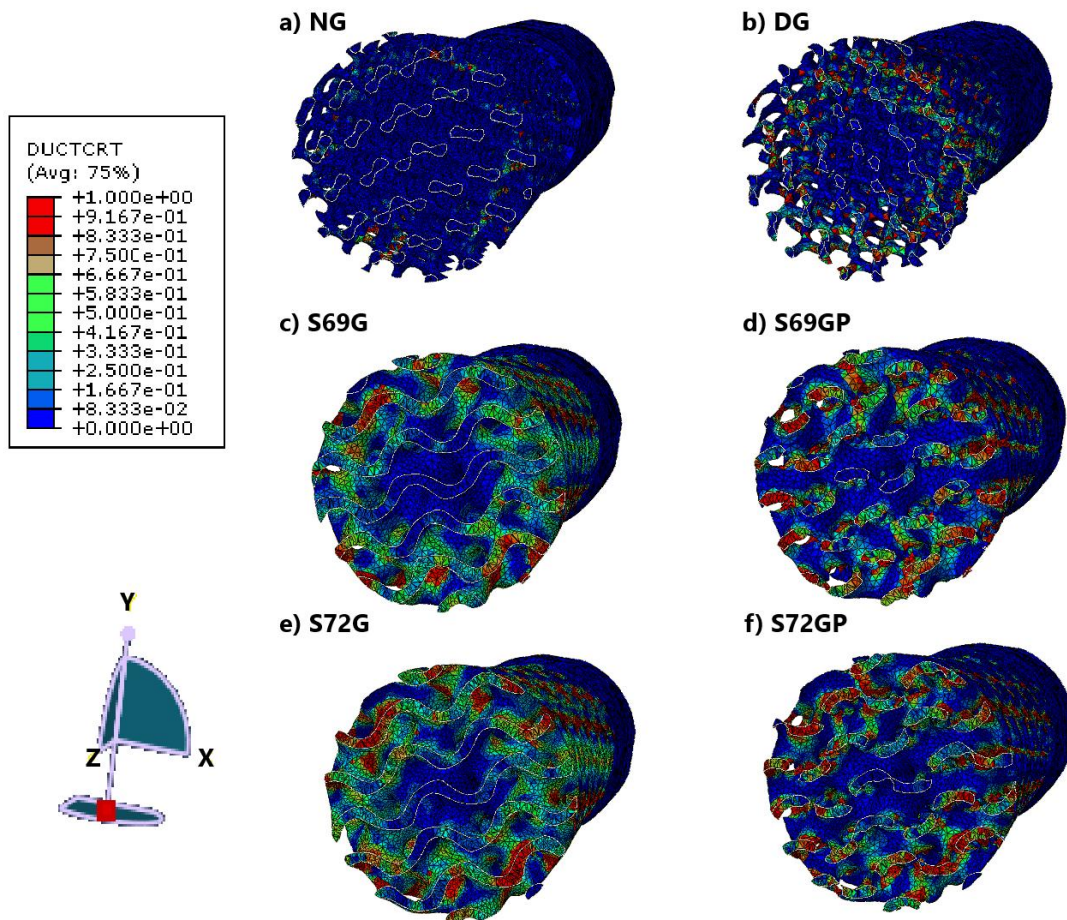 a) NG
b) DG
DUCTCRT
(Avg: 75%)
+1.000e+00
+9.167e-01
+8.333e-01
+7.500e-01
+6.667e-01
+5.833e-01
+5.000e-01
+4.167e-01
+3.333e-01
+2.500e-01
+1.667e-01
+8.333e-02
+0.000e+00
c) S69G
d) S69GP
Y
Z
X
e) S72G
f) S72GP